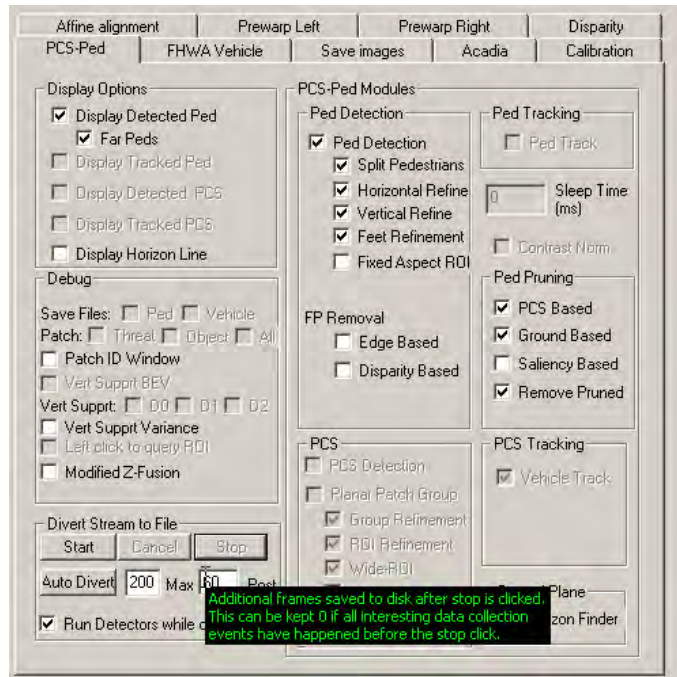 Affine alignment Prewarp Left Prewarp Right Disparity
PCS-Ped FHWA Vehicle Save images Acadia Calibration
Display Options
Display Detected Ped
Far Peds
Display Tracked Ped
Display Detected PCS
Display Tracked PCS
Display Horizon Line
Debug
Save Files: Ped Vehicle
Patch: Threat Object All
Patch ID Window
Vert Supprt BEV
Vert Supprt: D0 D1 D2
Vert Supprt Variance
Left click to query ROI
Modified Z-Fusion
Divert Stream to File
Start Cancel Stop
Auto Divert 200 Max 60 Post
Run Detectors while
PCS-Ped Modules
Ped Detection
Ped Detection
Split Pedestrians
Horizontal Refine
Vertical Refine
Feet Refinement
Fixed Aspect ROI
FP Removal
Edge Based
Disparity Based
PCS
PCS Detection
Planar Patch Group
Group Refinement
ROI Refinement
Wide-ROI
Ped Tracking
Ped Track
0 Sleep Time
(ms)
Contrast Norm
Ped Pruning
PCS Based
Ground Based
Saliency Based
Remove Pruned
PCS Tracking
Vehicle Track
Plane
zon Finder
Additional frames saved to disk after stop is clicked.
This can be kept 0 if all interesting data collection
events have happened before the stop click.